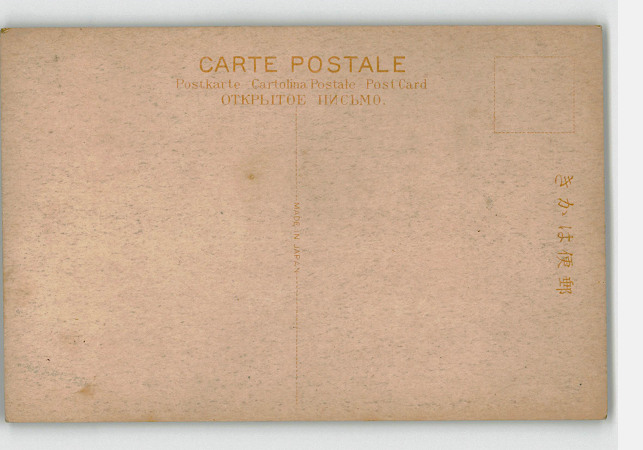 CARTE POSTALE
Postkarte Cartolina Postale Post Card
ОТКРЫТОЕ ПИСЬМО.
MADE IN JAPAN
きかは便郵